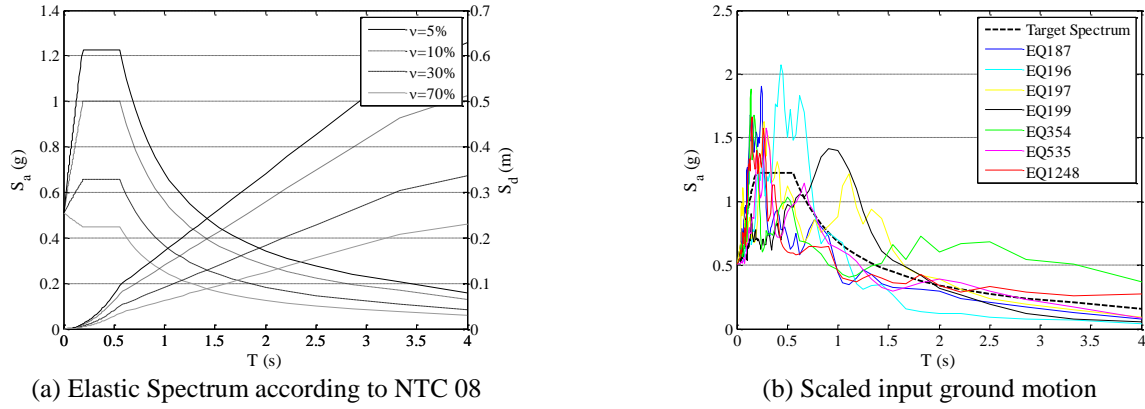 1.4
1.2
1
0.8
0.6
0.4
0.2
0
S_a (g)
0.7
0.6
0.5
0.4
0.3
0.2
0.1
0
S_d (m)
ν=5%
ν=10%
ν=30%
ν=70%
0 0.5 1 1.5 2 2.5 3 3.5 4
T (s)
(a) Elastic Spectrum according to NTC 08
2.5
2
1.5
1
0.5
0
S_a (g)
Target Spectrum
EQ187
EQ196
EQ197
EQ199
EQ354
EQ535
EQ1248
0 0.5 1 1.5 2 2.5 3 3.5 4
T (s)
(b) Scaled input ground motion